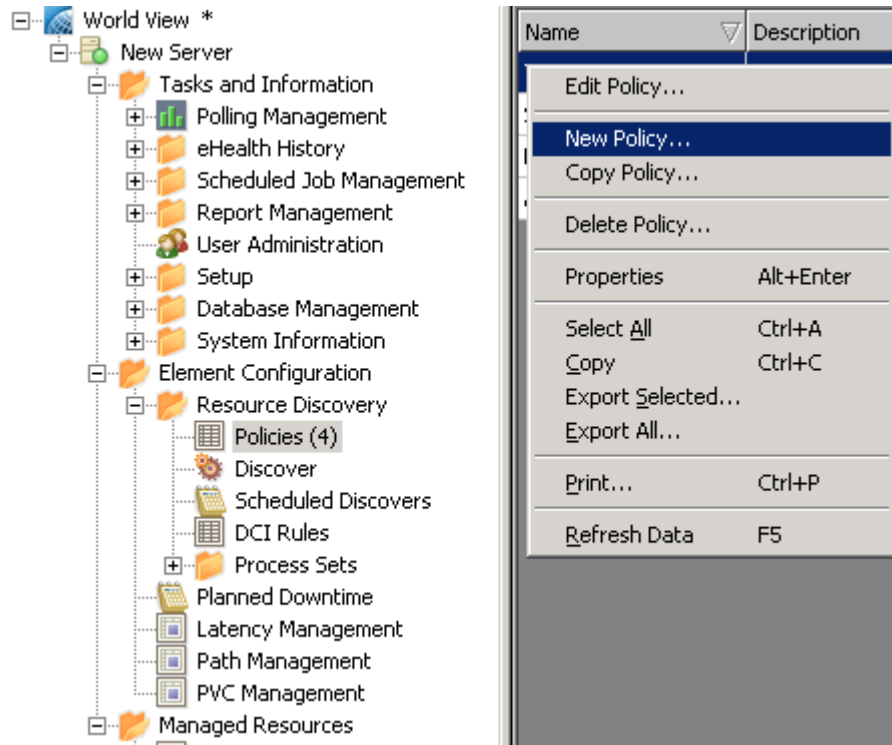 World View *
New Server
Tasks and Information
Polling Management
eHealth History
Scheduled Job Management
Report Management
User Administration
Setup
Database Management
System Information
Element Configuration
Resource Discovery
Policies (4)
Discover
Scheduled Discovers
DCI Rules
Process Sets
Planned Downtime
Latency Management
Path Management
PVC Management
Managed Resources
Name Description
Edit Policy...
New Policy...
Copy Policy...
Delete Policy...
Properties Alt+Enter
Select All Ctrl+A
Copy Ctrl+C
Export Selected...
Export All...
Print... Ctrl+P
Refresh Data F5